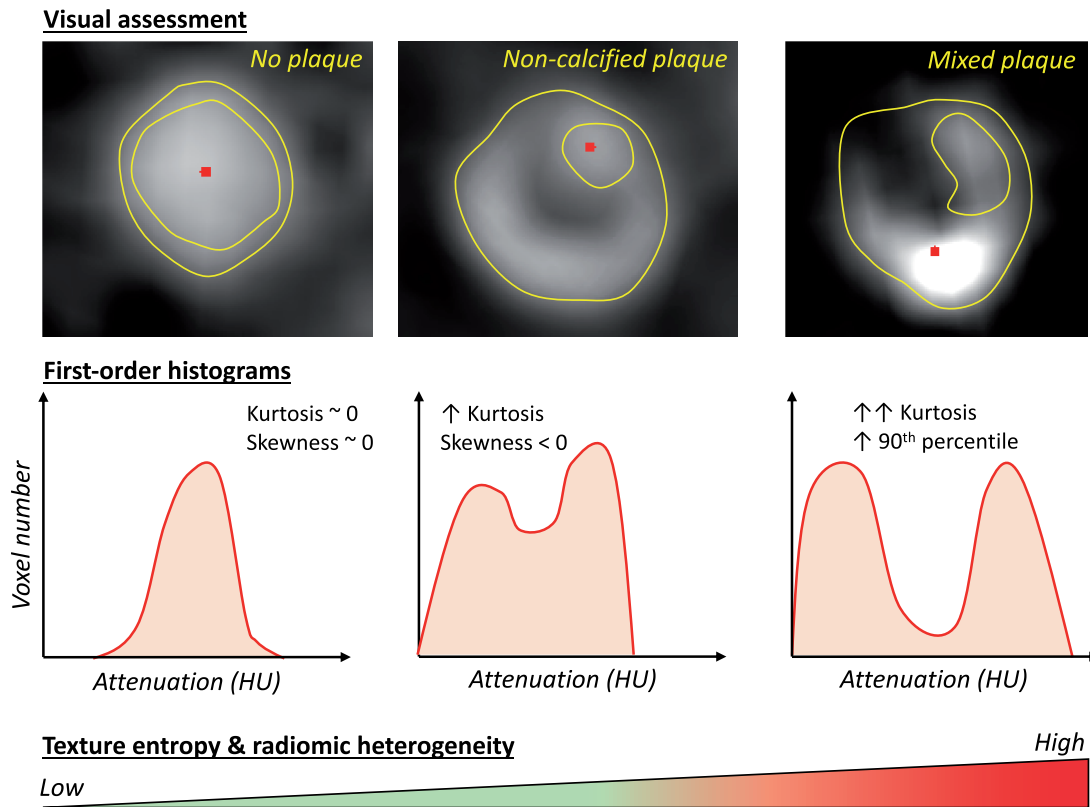 Visual assessment
No plaque
Non-calcified plaque
Mixed plaque
First-order histograms
Voxel number
Kurtosis ~ 0
Skewness ~ 0
Attenuation (HU)
↑ Kurtosis
Skewness < 0
Attenuation (HU)
↑↑ Kurtosis
↑ 90th percentile
Attenuation (HU)
Texture entropy & radiomic heterogeneity
Low
High